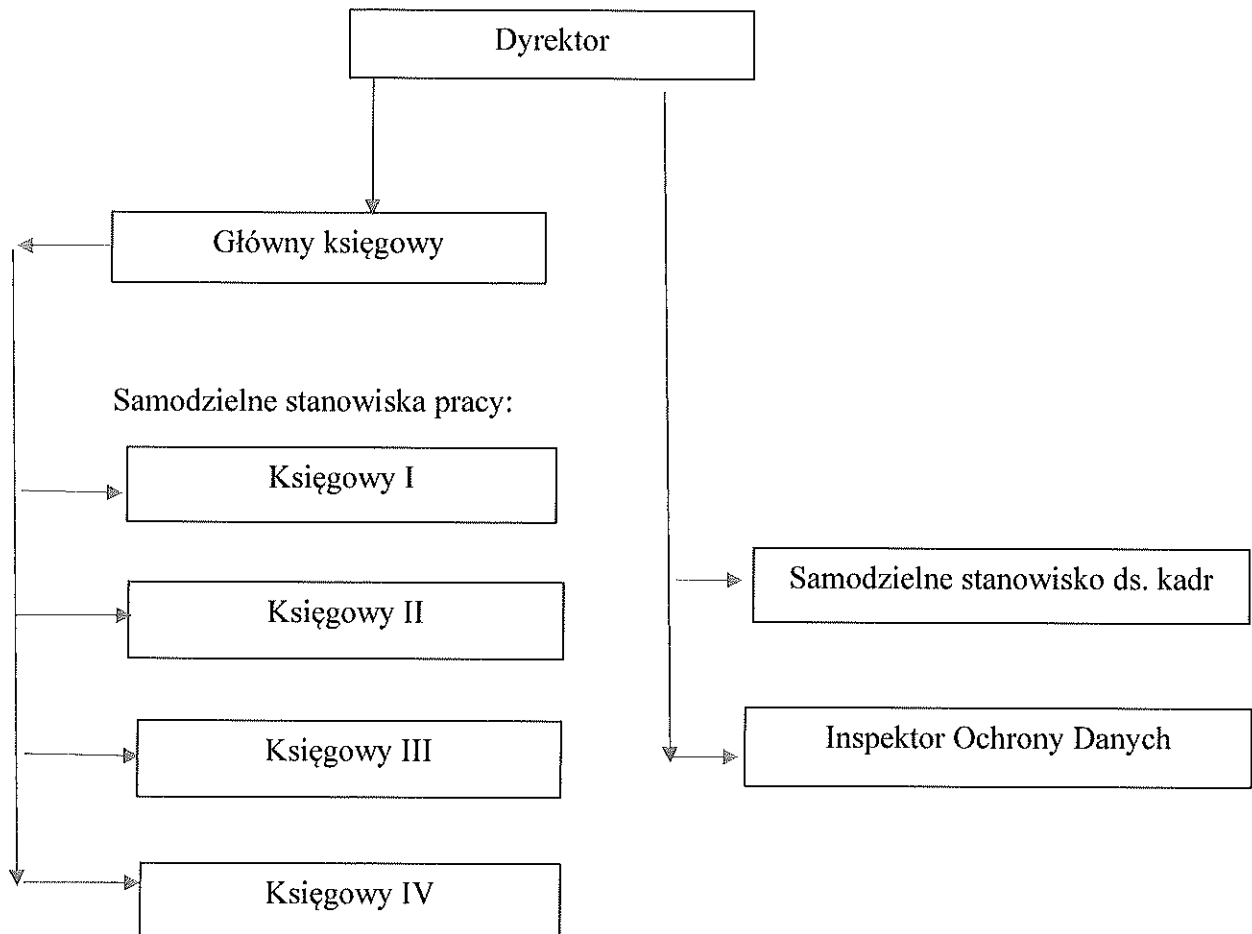 Dyrektor
Główny księgowy
Samodzielne stanowiska pracy:
Księgowy I
Księgowy II
Księgowy III
Księgowy IV
Samodzielne stanowisko ds. kadr
Inspektor Ochrony Danych